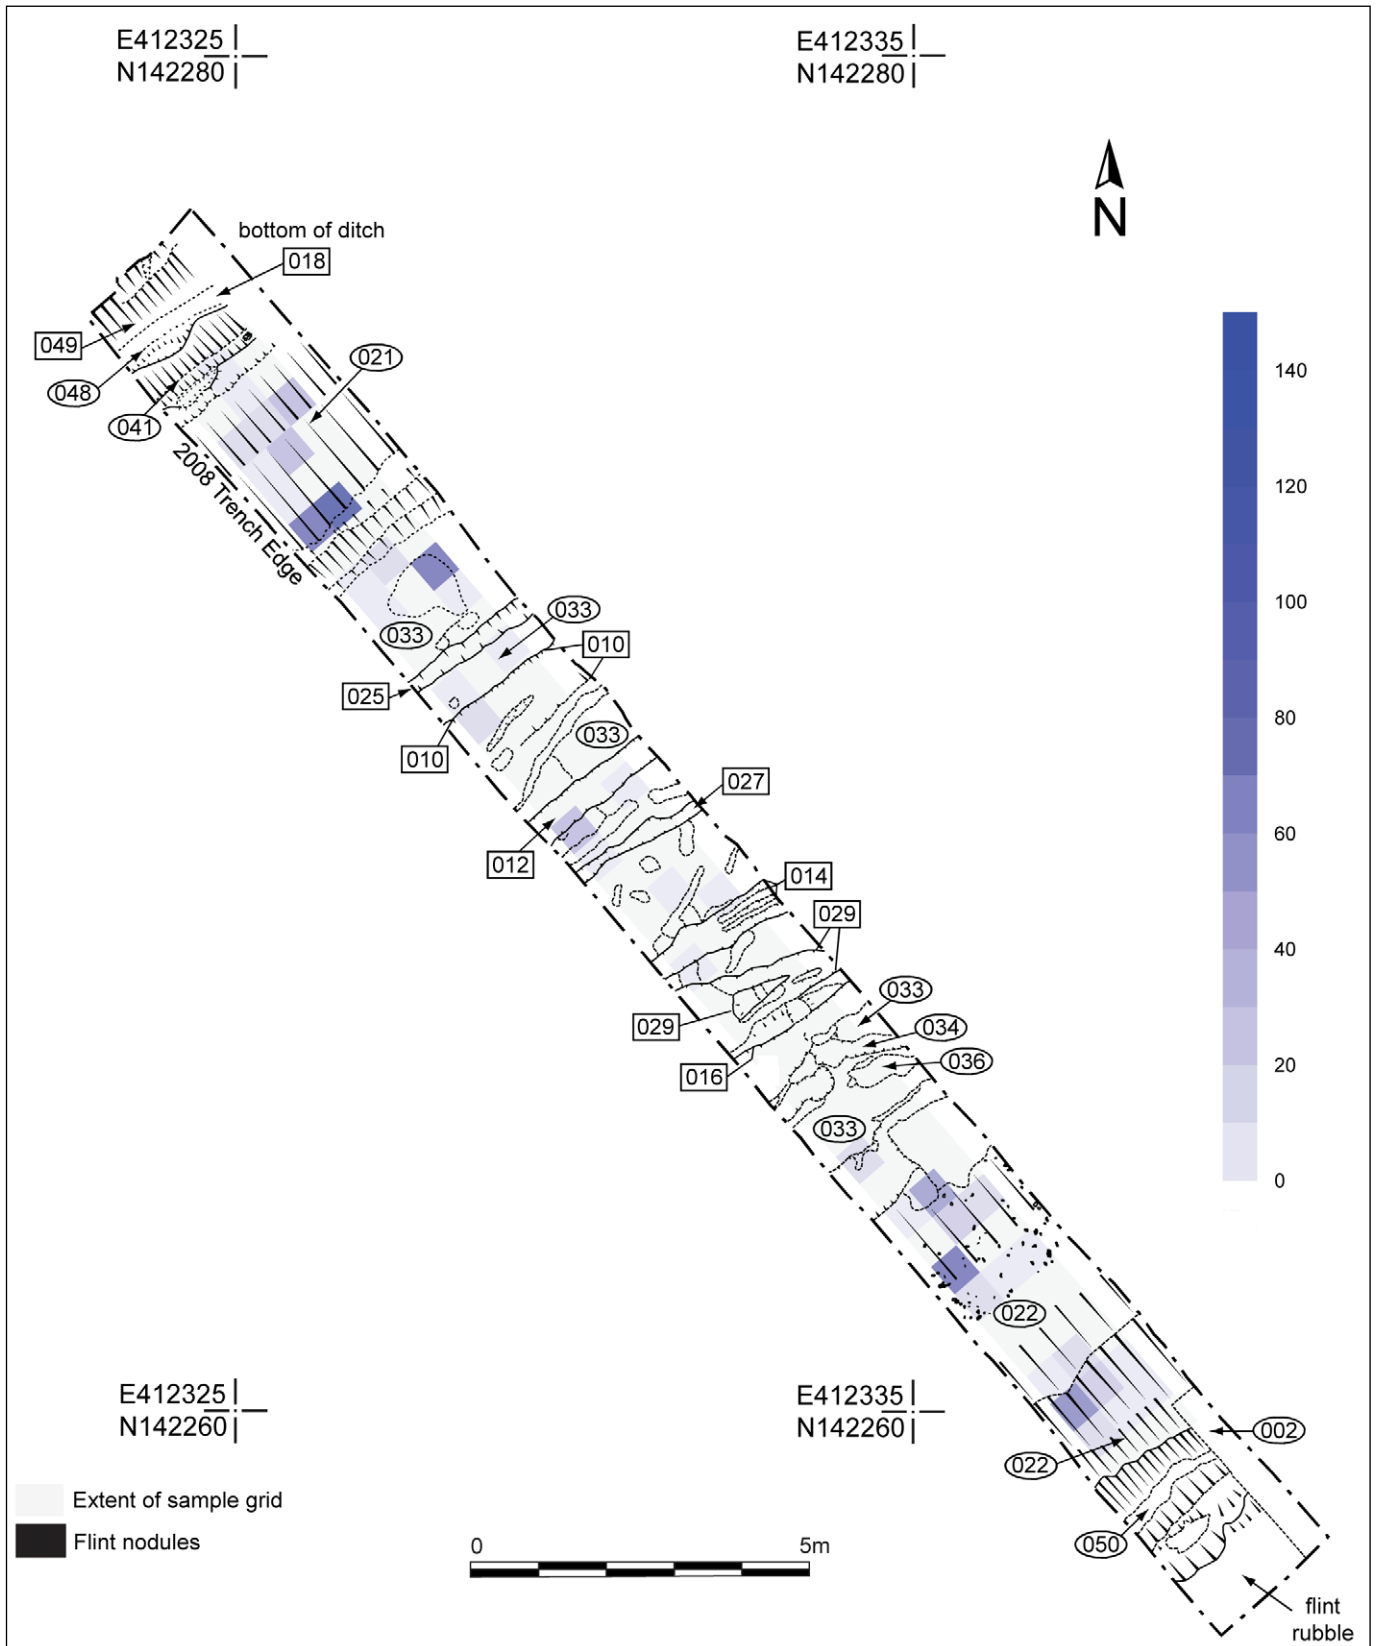 E412325
N142280
E412335
N142280
N
bottom of ditch
018
049
048
041
021
2008 Trench Edge
033
033
010
025
010
033
027
012
014
029
033
034
029
036
016
033
022
002
022
050
flint
rubble
140
120
100
80
60
40
20
0
E412325
N142260
E412335
N142260
Extent of sample grid
Flint nodules
0
5m